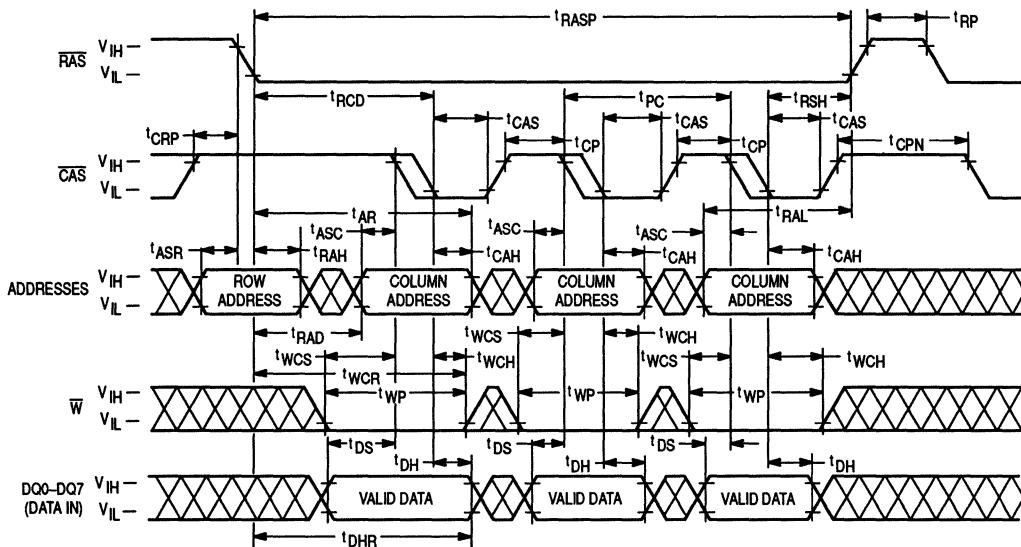 tRASP tRP
RAS VIH
VIL
tRCD tPC tRSH
tCRP tCAS tCAS
CAS VIH tCP tCP tCPN
VIL
tAR tRAL
tASC tASC tASC
tASR tRAH tCAH tCAH tCAH
ADDRESSES VIH ROW ADDRESS COLUMN ADDRESS COLUMN ADDRESS COLUMN ADDRESS
VIL
tRAD
tWCS tWCH tWCS tWCH tWCS tWCH
tWCR
W VIH tWP tWP tWP
VIL
tDS tDS tDS
tDH tDH tDH
DQ0–DQ7 (DATA IN) VIH VALID DATA VALID DATA VALID DATA
VIL
tDHR